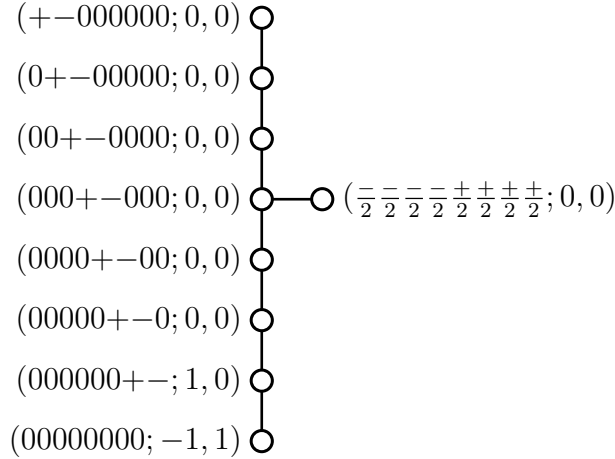 (+−000000; 0, 0)
(0+−00000; 0, 0)
(00+−0000; 0, 0)
(000+−000; 0, 0) (−/2 −/2 −/2 −/2 +/2 +/2 +/2 +/2; 0, 0)
(0000+−00; 0, 0)
(00000+−0; 0, 0)
(000000+−; 1, 0)
(00000000; −1, 1)